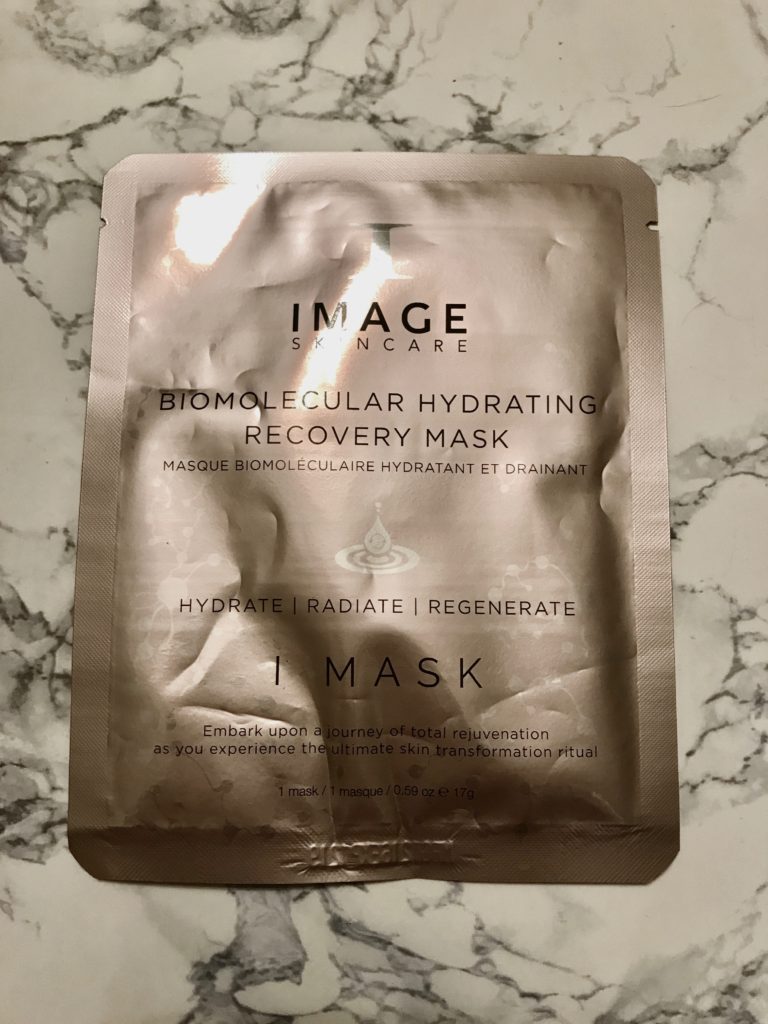 I
IMAGE
SKINCARE
BIOMOLECULAR HYDRATING
RECOVERY MASK
MASQUE BIOMOLÉCULAIRE HYDRATANT ET DRAINANT
HYDRATE | RADIATE | REGENERATE
I MASK
Embark upon a journey of total rejuvenation
as you experience the ultimate skin transformation ritual
1 mask / 1 masque / 0.59 oz ℮ 17g